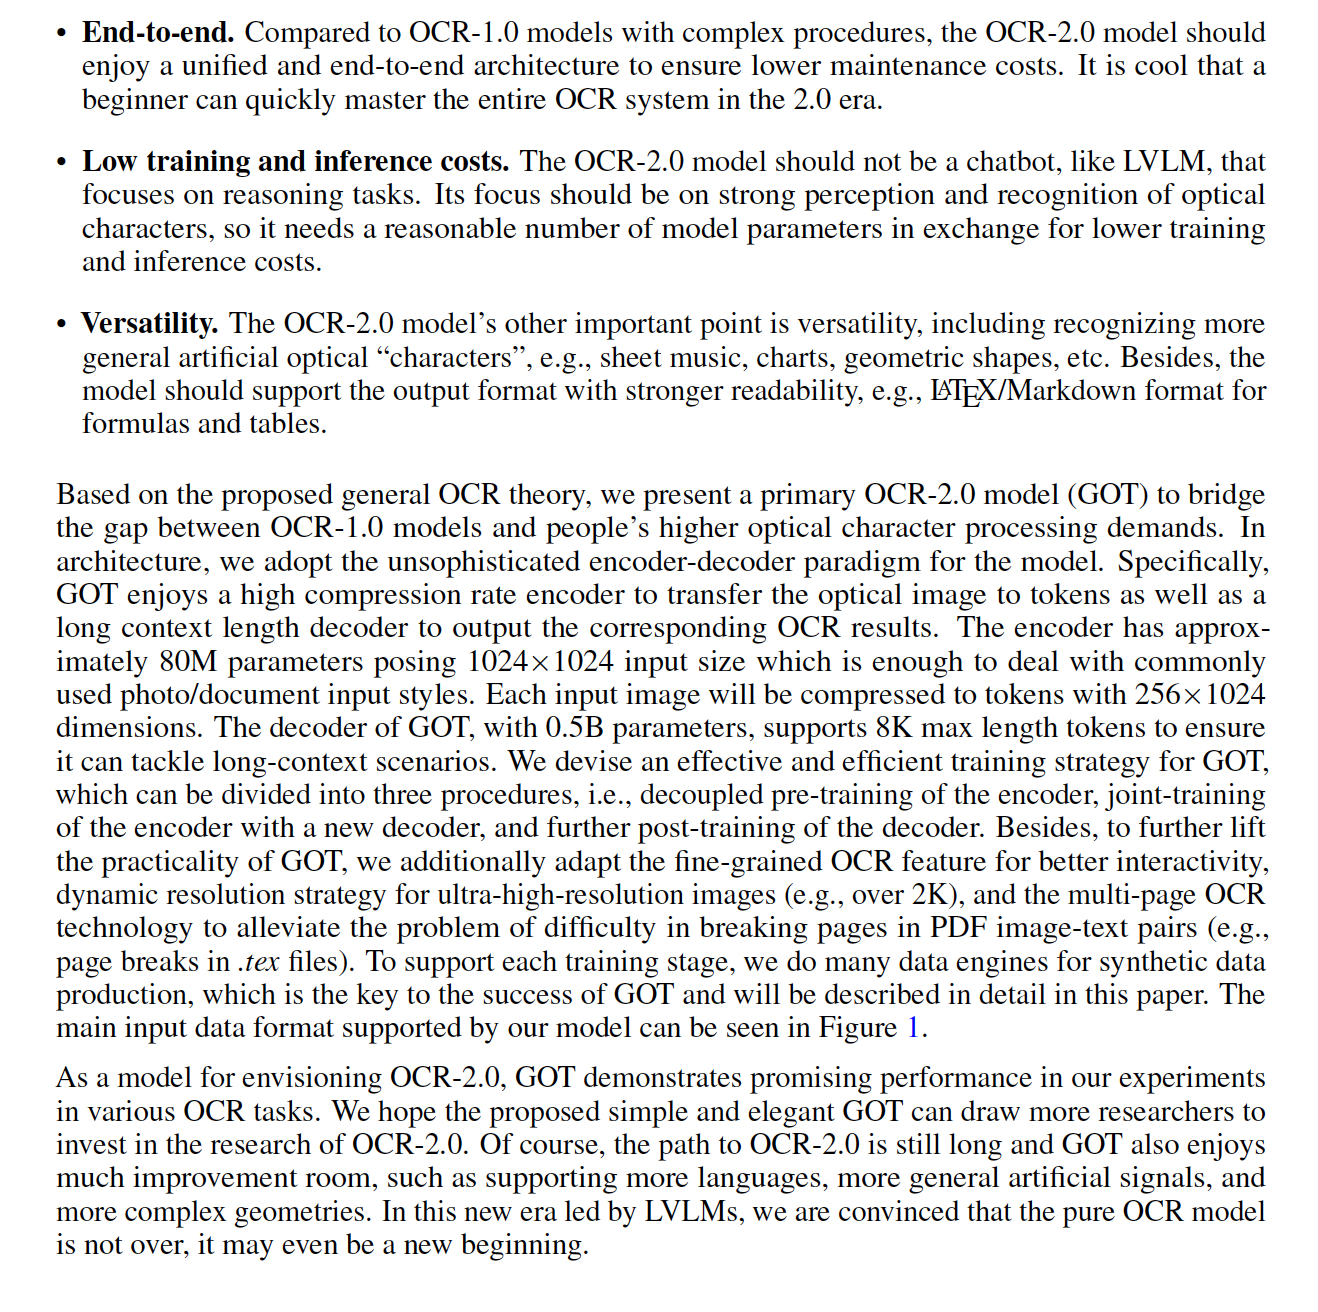 • End-to-end. Compared to OCR-1.0 models with complex procedures, the OCR-2.0 model should
enjoy a unified and end-to-end architecture to ensure lower maintenance costs. It is cool that a
beginner can quickly master the entire OCR system in the 2.0 era.
• Low training and inference costs. The OCR-2.0 model should not be a chatbot, like LVLM, that
focuses on reasoning tasks. Its focus should be on strong perception and recognition of optical
characters, so it needs a reasonable number of model parameters in exchange for lower training
and inference costs.
• Versatility. The OCR-2.0 model’s other important point is versatility, including recognizing more
general artificial optical “characters”, e.g., sheet music, charts, geometric shapes, etc. Besides, the
model should support the output format with stronger readability, e.g., LATEX/Markdown format for
formulas and tables.
Based on the proposed general OCR theory, we present a primary OCR-2.0 model (GOT) to bridge
the gap between OCR-1.0 models and people’s higher optical character processing demands. In
architecture, we adopt the unsophisticated encoder-decoder paradigm for the model. Specifically,
GOT enjoys a high compression rate encoder to transfer the optical image to tokens as well as a
long context length decoder to output the corresponding OCR results. The encoder has approx-
imately 80M parameters posing 1024×1024 input size which is enough to deal with commonly
used photo/document input styles. Each input image will be compressed to tokens with 256×1024
dimensions. The decoder of GOT, with 0.5B parameters, supports 8K max length tokens to ensure
it can tackle long-context scenarios. We devise an effective and efficient training strategy for GOT,
which can be divided into three procedures, i.e., decoupled pre-training of the encoder, joint-training
of the encoder with a new decoder, and further post-training of the decoder. Besides, to further lift
the practicality of GOT, we additionally adapt the fine-grained OCR feature for better interactivity,
dynamic resolution strategy for ultra-high-resolution images (e.g., over 2K), and the multi-page OCR
technology to alleviate the problem of difficulty in breaking pages in PDF image-text pairs (e.g.,
page breaks in .tex files). To support each training stage, we do many data engines for synthetic data
production, which is the key to the success of GOT and will be described in detail in this paper. The
main input data format supported by our model can be seen in Figure 1.
As a model for envisioning OCR-2.0, GOT demonstrates promising performance in our experiments
in various OCR tasks. We hope the proposed simple and elegant GOT can draw more researchers to
invest in the research of OCR-2.0. Of course, the path to OCR-2.0 is still long and GOT also enjoys
much improvement room, such as supporting more languages, more general artificial signals, and
more complex geometries. In this new era led by LVLMs, we are convinced that the pure OCR model
is not over, it may even be a new beginning.